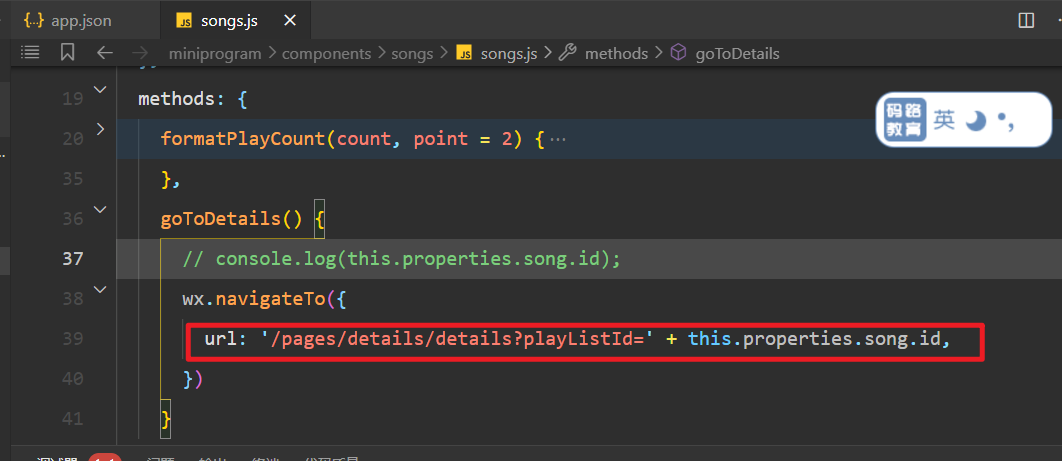 {..} app.json JS songs.js ×
miniprogram > components > songs > JS songs.js > methods > goToDetails
19 methods: {
20 formatPlayCount(count, point = 2) { ...
35 },
36 goToDetails() {
37 // console.log(this.properties.song.id);
38 wx.navigateTo({
39 url: '/pages/details/details?playListId=' + this.properties.song.id,
40 })
41 }
码路
教育
英